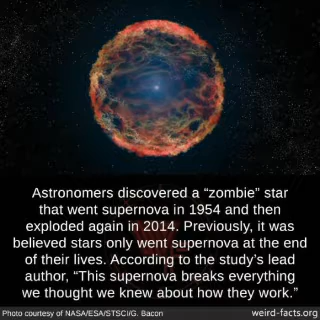 Astronomers discovered a “zombie” star
that went supernova in 1954 and then
exploded again in 2014. Previously, it was
believed stars only went supernova at the end
of their lives. According to the study’s lead
author, “This supernova breaks everything
we thought we knew about how they work.”
Photo courtesy of NASA/ESA/STSCI/G. Bacon
weird-facts.org